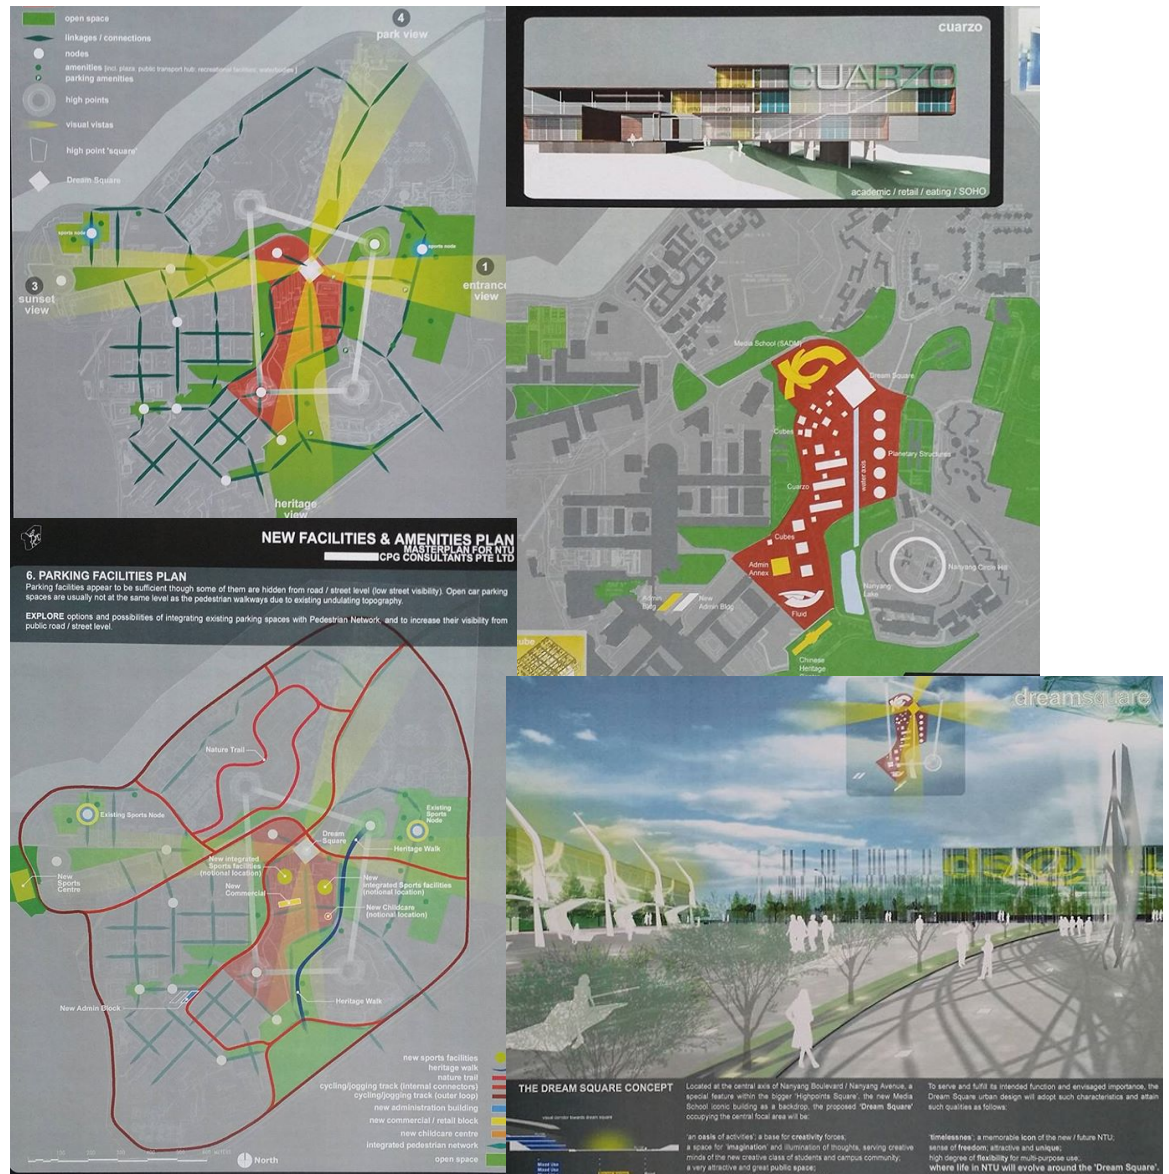 open space
linkages / connections
nodes
amenities (incl. plaza; public transport hub; recreational facilities; waterbodies )
parking amenities
high points
visual vistas
high point 'square'
Dream Square
4
park view
sports node
sports node
3
sunset
view
1
entrance
view
heritage
view
cuarzo
CUARZO
academic / retail / eating / SOHO
Media School (SADM)
Dream Square
Cubes
Planetary Structures
Cuarzo
water axis
Cubes
Admin
Annex
Nanyang Circle Hill
Nanyang
Lake
Admin
Bldg
New
Admin Bldg
Fluid
Chinese
Heritage
NEW FACILITIES & AMENITIES PLAN
MASTERPLAN FOR NTU
CPG CONSULTANTS PTE LTD
6. PARKING FACILITIES PLAN
Parking facilities appear to be sufficient though some of them are hidden from road / street level (low street visibility). Open car parking
spaces are usually not at the same level as the pedestrian walkways due to existing undulating topography.
EXPLORE options and possibilities of integrating existing parking spaces with Pedestrian Network, and to increase their visibility from
public road / street level.
Nature Trail
Existing Sports Node
Existing
Sports
Node
Dream
Square
Heritage Walk
New
Sports
Centre
New integrated
Sports facilities
(notional location)
New
Commercial
New
integrated Sports facilities
(notional location)
New Childcare
(notional location)
New Admin Block
Heritage Walk
new sports facilities
heritage walk
nature trail
cycling/jogging track (internal connectors)
cycling/jogging track (outer loop)
new administration building
new commercial / retail block
new childcare centre
integrated pedestrian network
open space
North
dreamsquare
THE DREAM SQUARE CONCEPT
visual corridor towards dream square
Located at the central axis of Nanyang Boulevard / Nanyang Avenue, a
special feature within the bigger 'Highpoints Square', the new Media
School iconic building as a backdrop, the proposed 'Dream Square'
occupying the central focal area will be:
'an oasis of activities'; a base for creativity forces;
a space for 'imagination' and illumination of thoughts, serving creative
minds of the creative class of students and campus community;
a very attractive and great public space;
To serve and fulfill its intended function and envisaged importance, the
Dream Square urban design will adopt such characteristics and attain
such qualities as follows:
'timelessness'; a memorable icon of the new / future NTU;
sense of freedom; attractive and unique;
high degree of flexibility for multi-purpose use;
where life in NTU will evolve around the 'Dream Square